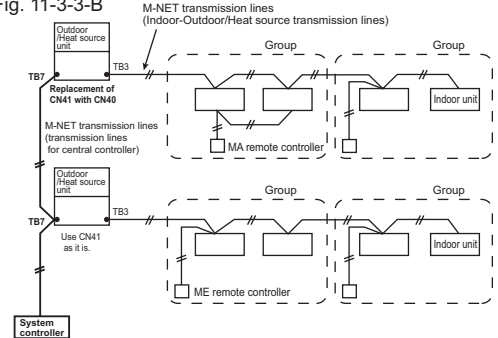 Fig. 11-3-3-B
M-NET transmission lines
(Indoor-Outdoor/Heat source transmission lines)
Outdoor
/Heat source
unit
TB7
TB3
Replacement of
CN41 with CN40
Group
MA remote controller
Group
Indoor unit
M-NET transmission lines
(transmission lines
for central controller)
Outdoor
/Heat source
unit
TB7
TB3
Use CN41
as it is.
Group
ME remote controller
Group
Indoor unit
System
controller